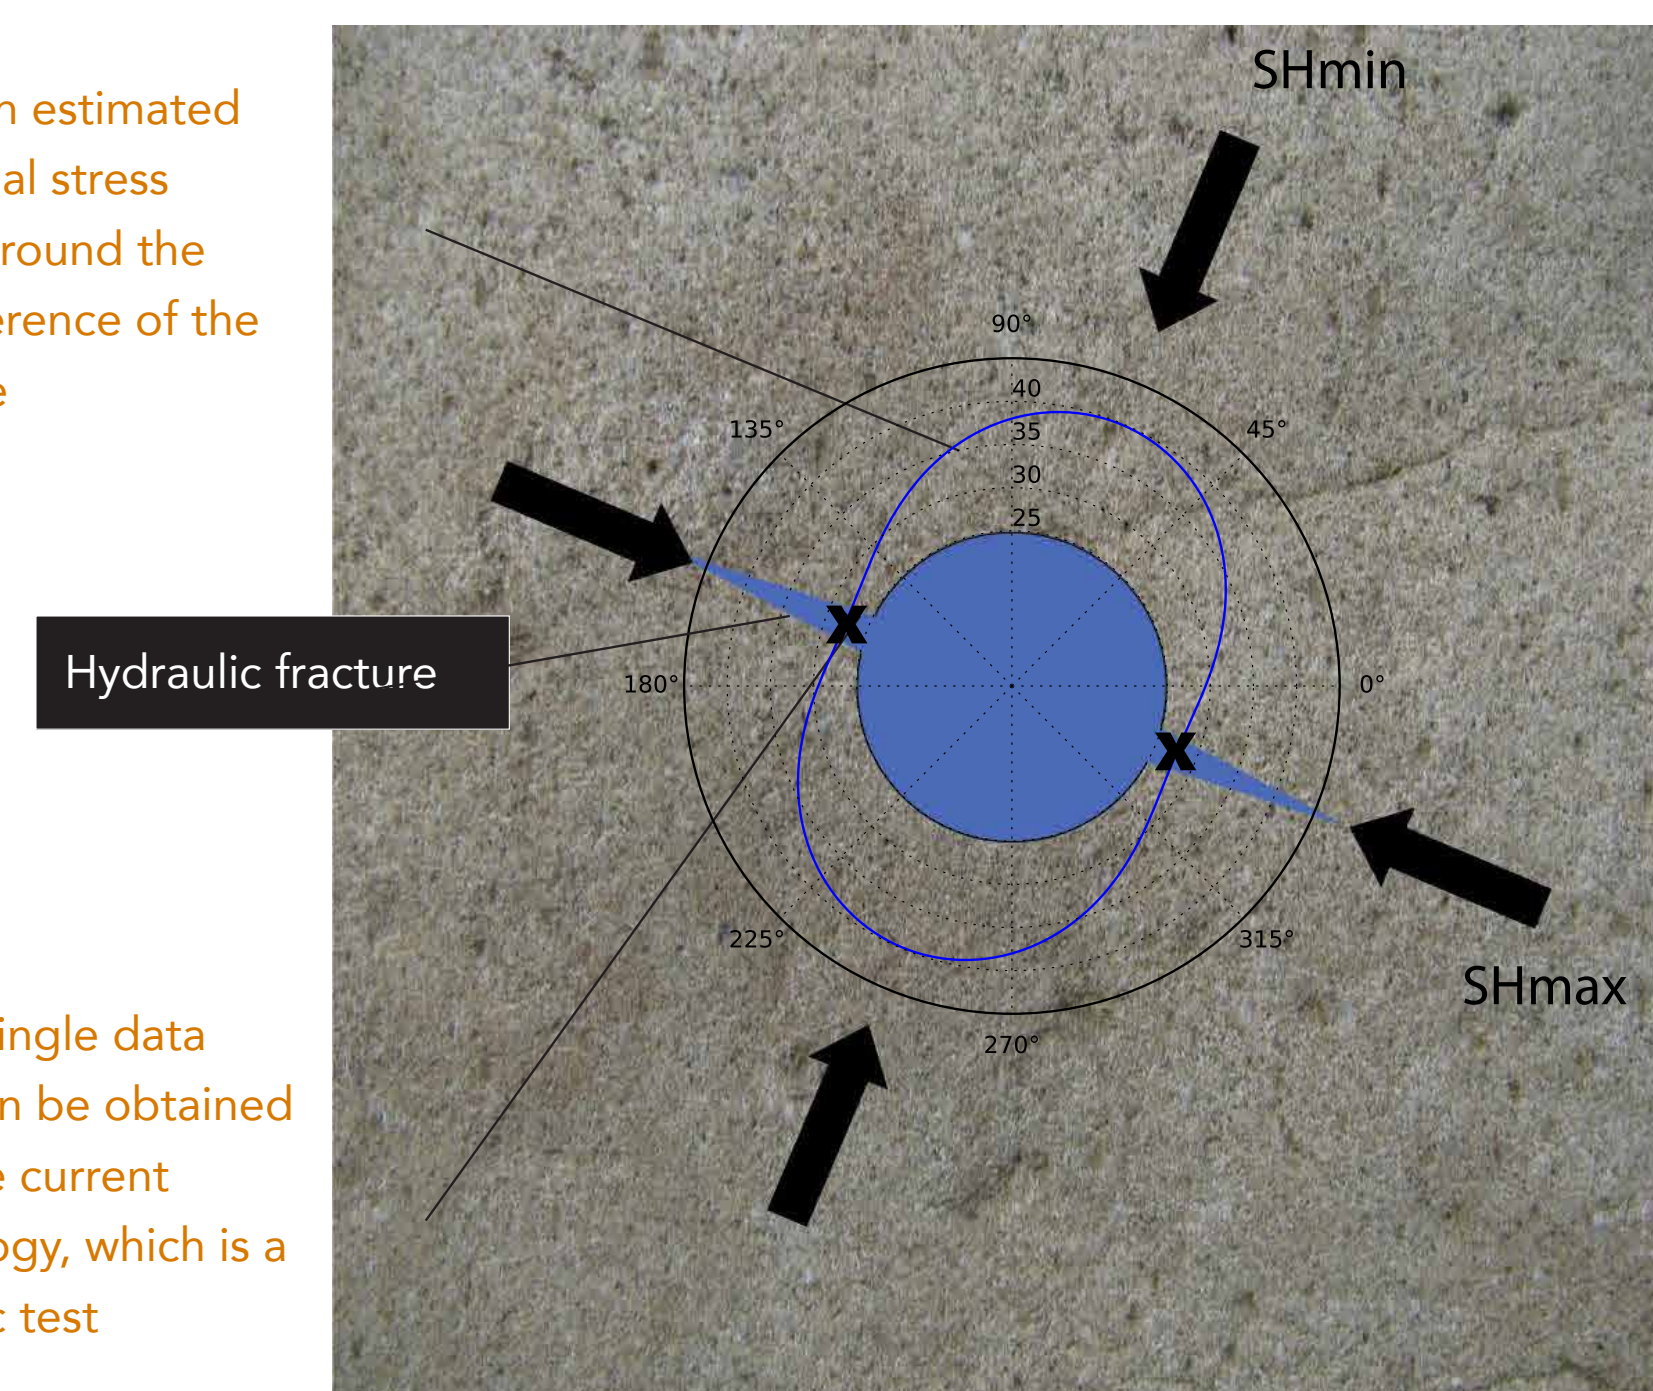 SHmin
estimated
al stress
round the
erence of the
e
90°
40
135°
35
45°
30
25
X
Hydraulic fracture
180°
0°
X
225°
315°
SHmax
270°
ingle data
n be obtained
e current
ogy, which is a
c test